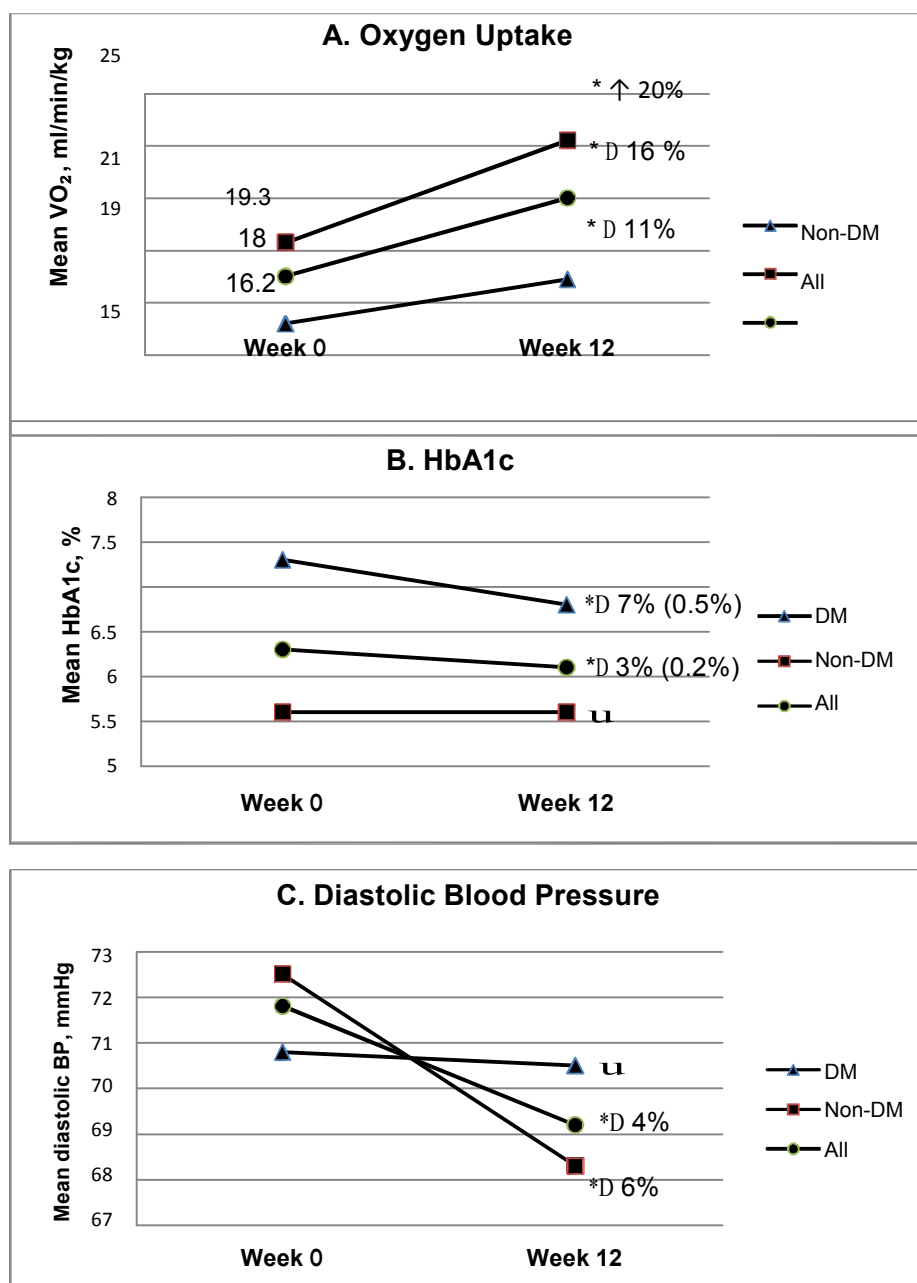 A. Oxygen Uptake
25
21
19
15
Mean VO₂, ml/min/kg
* ↑ 20%
* D 16 %
* D 11%
19.3
18
16.2
Week 0
Week 12
Non-DM
All
B. HbA1c
8
7.5
6.5
6
5.5
5
Mean HbA1c, %
*D 7% (0.5%)
*D 3% (0.2%)
u
Week 0
Week 12
DM
Non-DM
All
C. Diastolic Blood Pressure
73
72
71
70
69
68
67
Mean diastolic BP, mmHg
u
*D 4%
*D 6%
Week 0
Week 12
DM
Non-DM
All